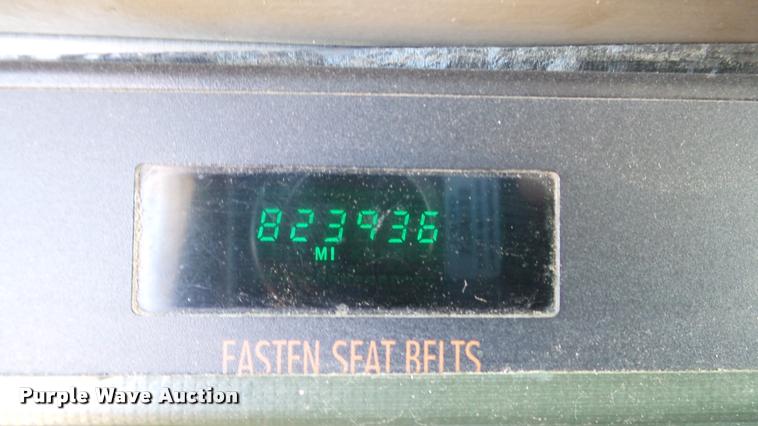 823936
MI
FASTEN SEAT BELTS
Purple Wave Auction